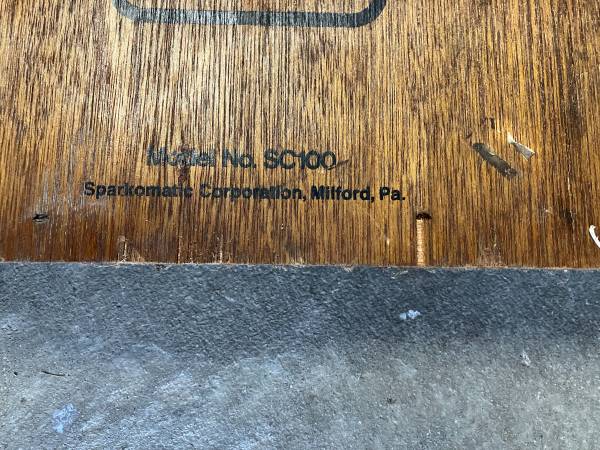 Model No. SC100
Sparkomatic Corporation, Milford, Pa.